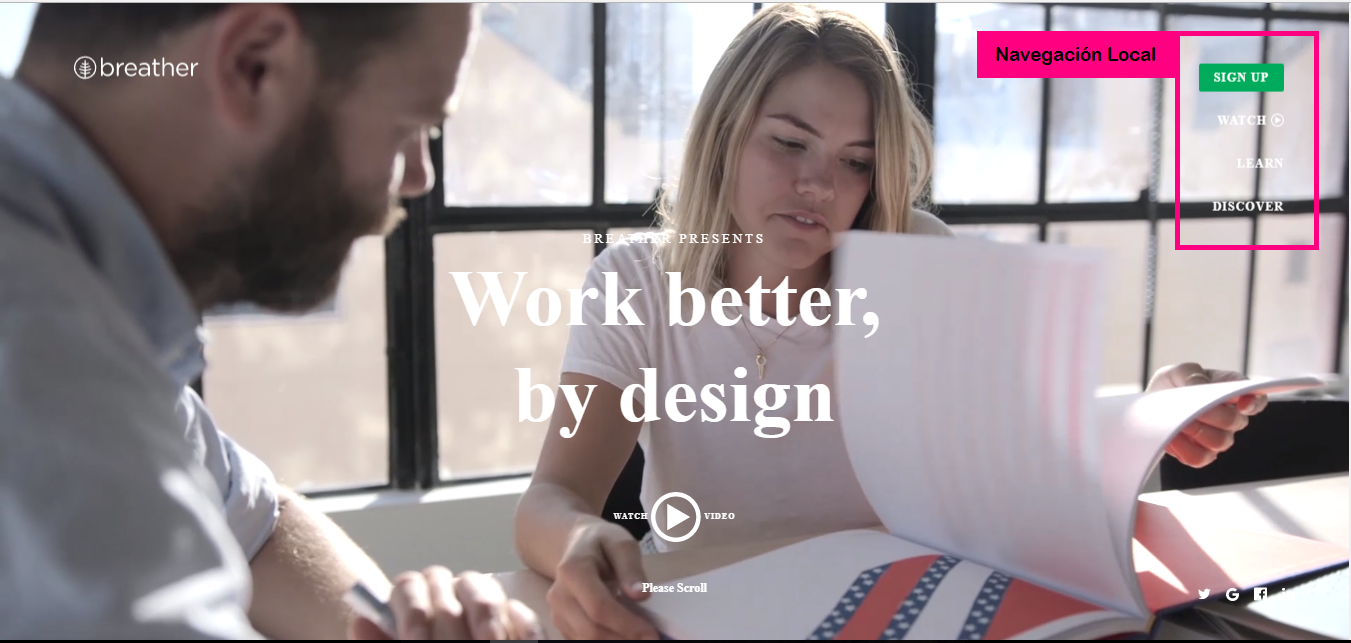 breather
Navegación Local
SIGN UP
WATCH
LEARN
DISCOVER
BREATHER PRESENTS
Work better,
by design
WATCH VIDEO
Please Scroll